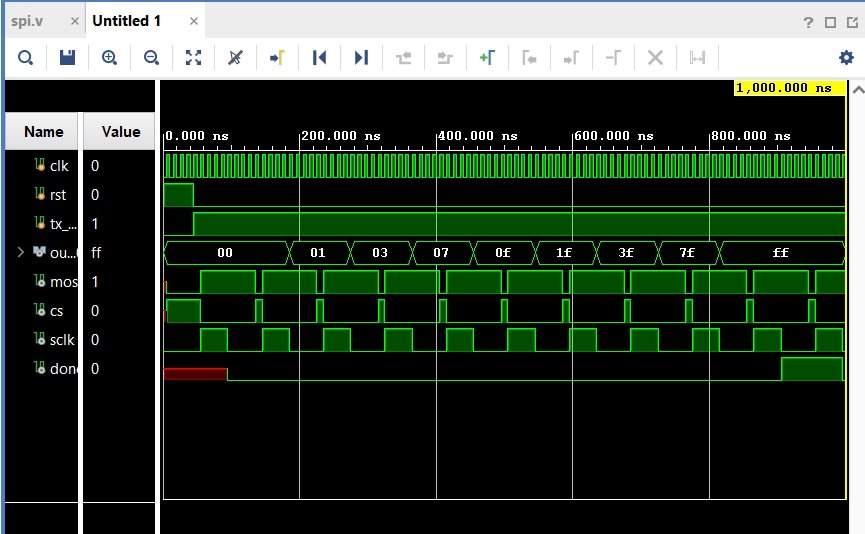 spi.v × Untitled 1 ×
? 
1,000.000 ns
Name Value
0.000 ns 200.000 ns 400.000 ns 600.000 ns 800.000 ns
clk 0
rst 0
tx_... 1
ou... ff 00 01 03 07 0f 1f 3f 7f ff
mos 1
cs 0
sclk 0
done 0